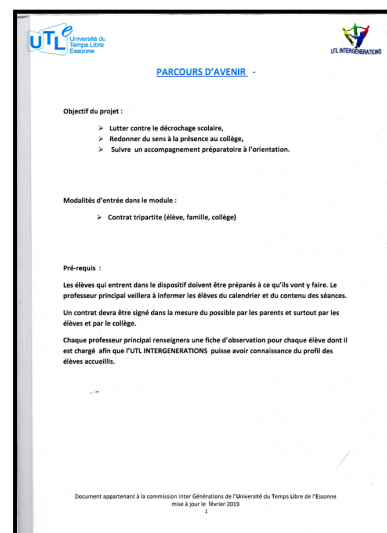 UTLe Université du
Temps Libre
Essonne
UTL INTERGENERATIONS
PARCOURS D'AVENIR -
Objectif du projet :
➢ Lutter contre le décrochage scolaire,
➢ Redonner du sens à la présence au collège,
➢ Suivre un accompagnement préparatoire à l'orientation.
Modalités d'entrée dans le module :
➢ Contrat tripartite (élève, famille, collège)
Pré-requis :
Les élèves qui entrent dans le dispositif doivent être préparés à ce qu'ils vont y faire. Le
professeur principal veillera à informer les élèves du calendrier et du contenu des séances.
Un contrat devra être signé dans la mesure du possible par les parents et surtout par les
élèves et par le collège.
Chaque professeur principal renseignera une fiche d'observation pour chaque élève dont il
est chargé afin que l'UTL INTERGENERATIONS puisse avoir connaissance du profil des
élèves accueillis.
Document appartenant à la commission Inter Générations de l'Université du Temps Libre de l'Essonne
mise à jour le février 2019
1